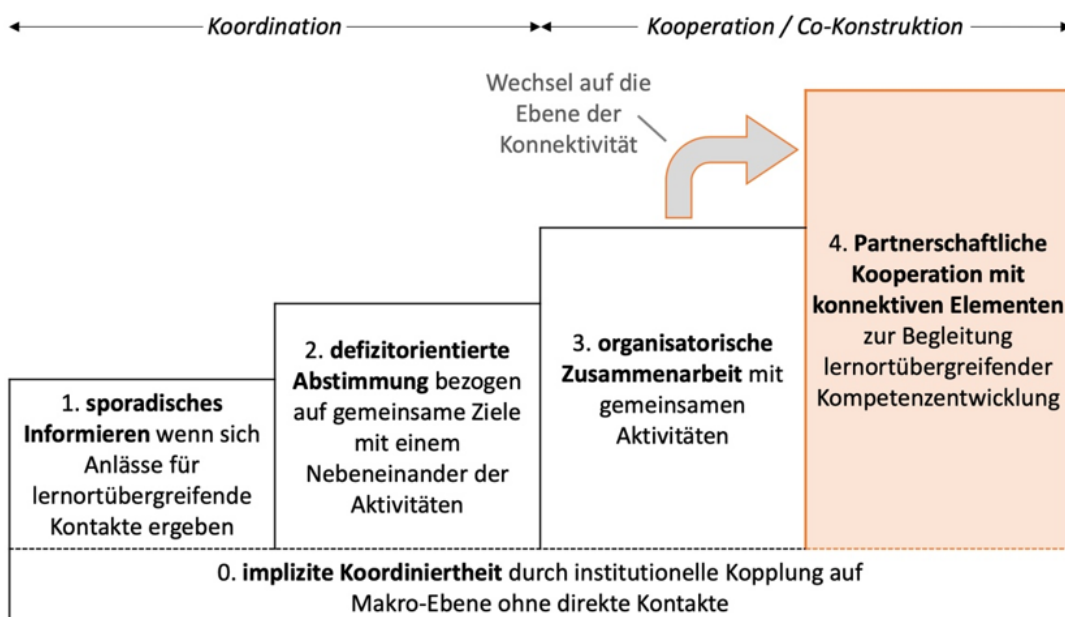 Koordination
Kooperation / Co-Konstruktion
Wechsel auf die
Ebene der
Konnektivität
1. sporadisches
Informieren wenn sich
Anlässe für
lernortübergreifende
Kontakte ergeben
2. defizitorientierte
Abstimmung bezogen
auf gemeinsame Ziele
mit einem
Nebeneinander der
Aktivitäten
3. organisatorische
Zusammenarbeit mit
gemeinsamen
Aktivitäten
4. Partnerschaftliche
Kooperation mit
konnektiven Elementen
zur Begleitung
lernortübergreifender
Kompetenzentwicklung
0. implizite Koordiniertheit durch institutionelle Kopplung auf
Makro-Ebene ohne direkte Kontakte